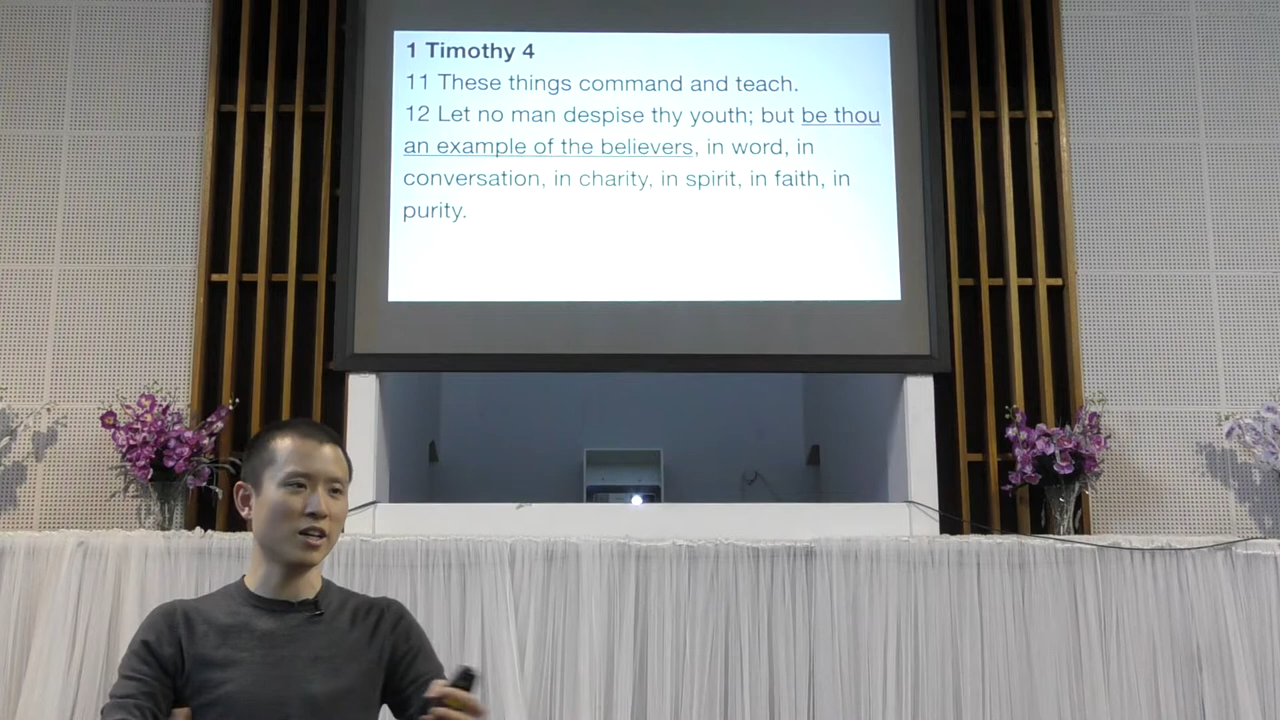 1 Timothy 4
11 These things command and teach.
12 Let no man despise thy youth; but be thou
an example of the believers, in word, in
conversation, in charity, in spirit, in faith, in
purity.